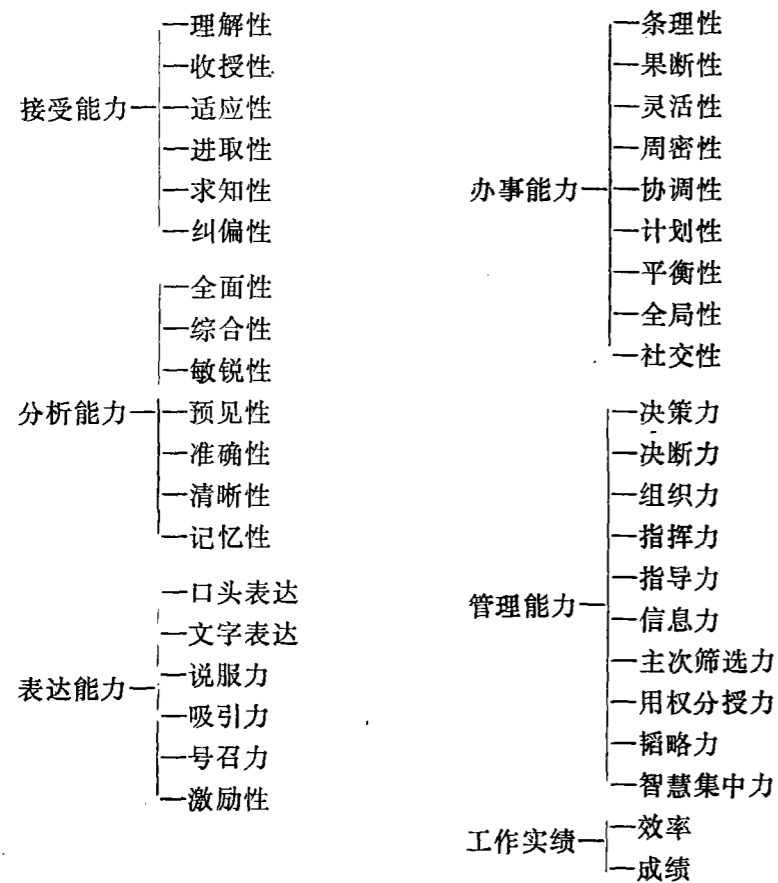 接受能力
理解性
收授性
适应性
进取性
求知性
纠偏性
分析能力
全面性
综合性
敏锐性
预见性
准确性
清晰性
记忆性
表达能力
口头表达
文字表达
说服力
吸引力
号召力
激励性
办事能力
条理性
果断性
灵活性
周密性
协调性
计划性
平衡性
全局性
社交性
管理能力
决策力
决断力
组织力
指挥力
指导力
信息力
主次筛选力
用权分授力
韬略力
智慧集中力
工作实绩
效率
成绩